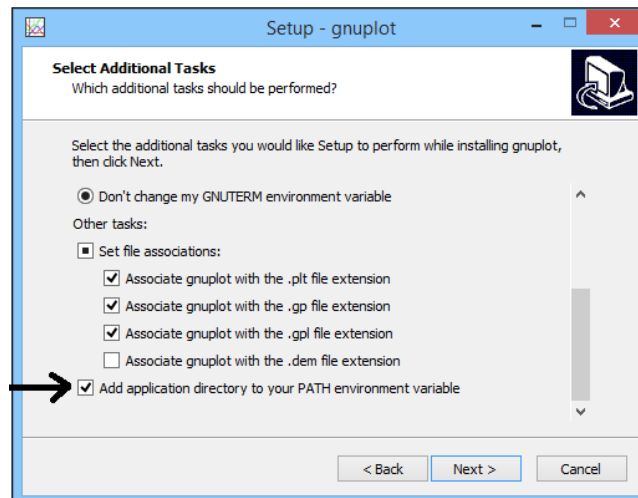 Setup - gnuplot
Select Additional Tasks
Which additional tasks should be performed?
Select the additional tasks you would like Setup to perform while installing gnuplot,
then click Next.
Don't change my GNUTERM environment variable
Other tasks:
Set file associations:
Associate gnuplot with the .plt file extension
Associate gnuplot with the .gp file extension
Associate gnuplot with the .gpl file extension
Associate gnuplot with the .dem file extension
Add application directory to your PATH environment variable
< Back
Next >
Cancel